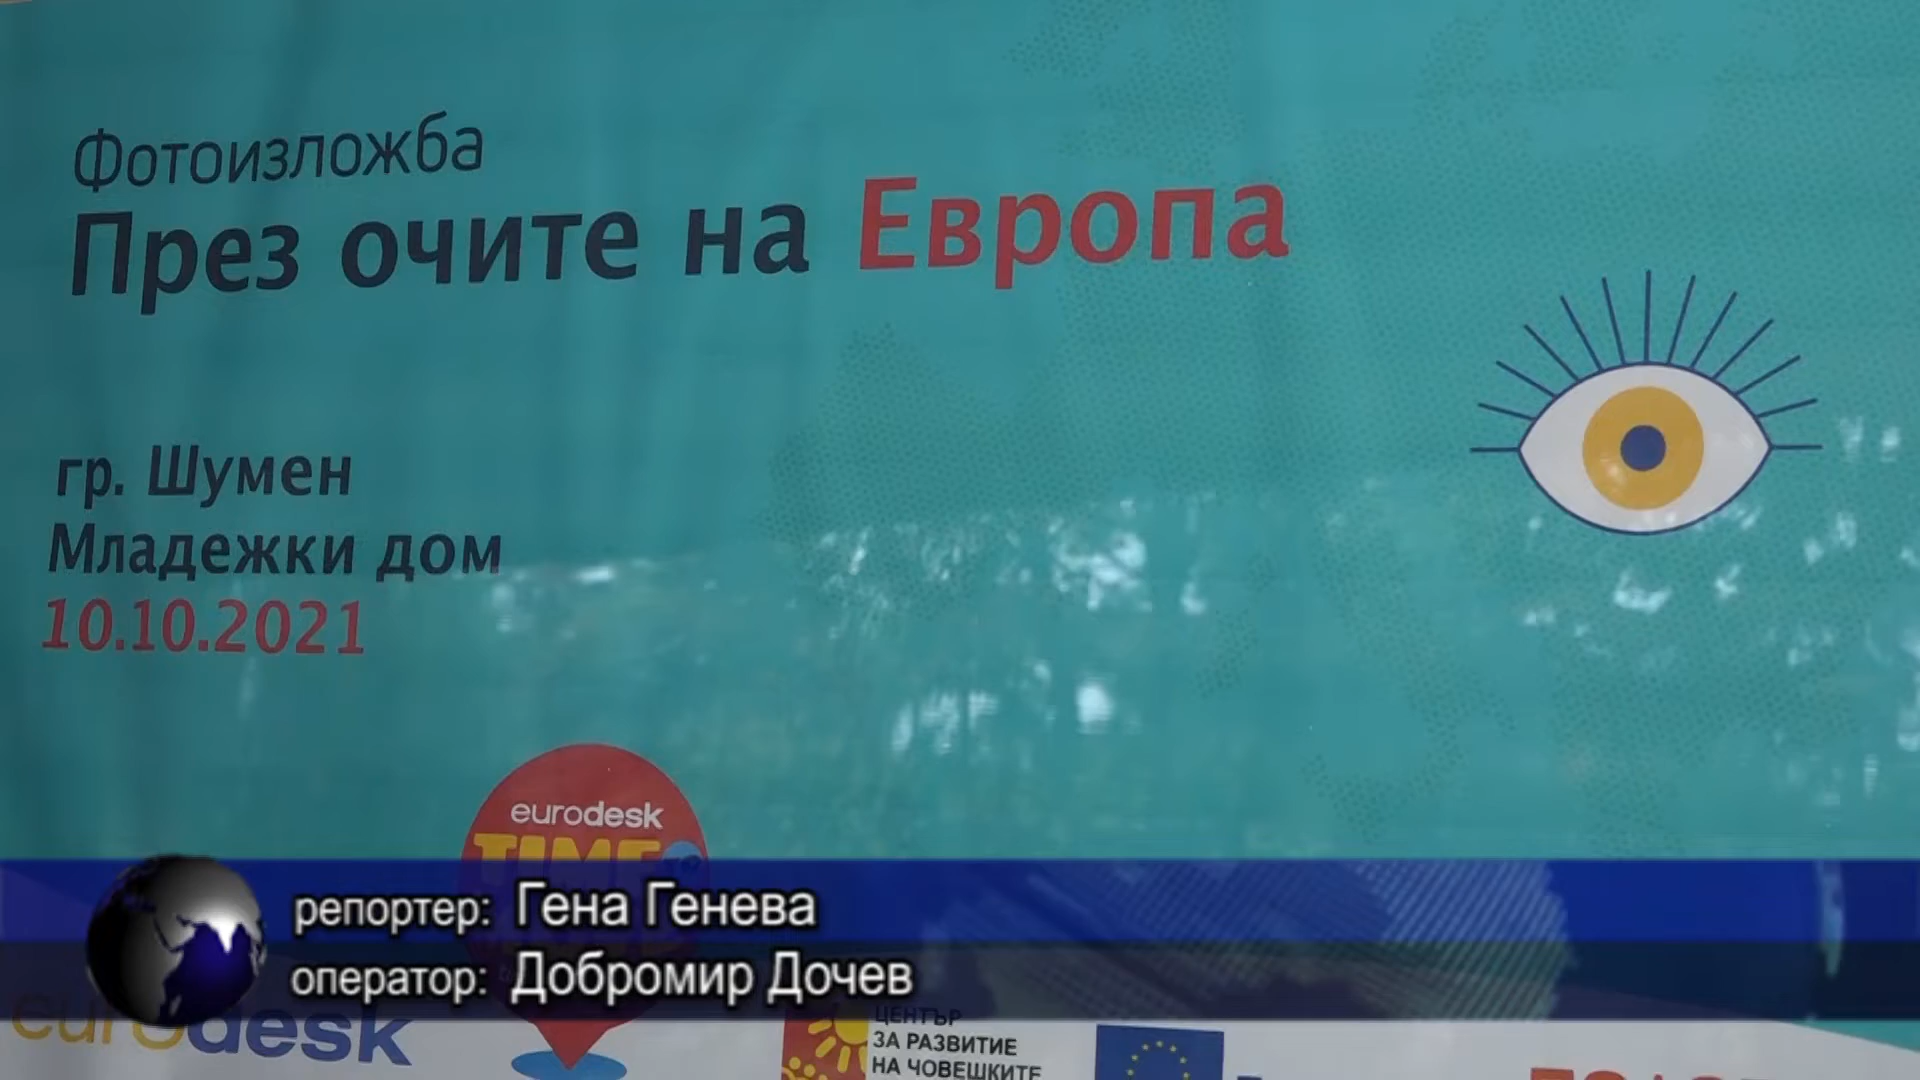 Фотоизложба
През очите на Европа
гр. Шумен
Младежки дом
10.10.2021
eurodesk
TIME
репортер: Гена Генева
оператор: Добромир Дочев
eurodesk
ЦЕНТЪР
ЗА РАЗВИТИЕ
НА ЧОВЕШКИТЕ